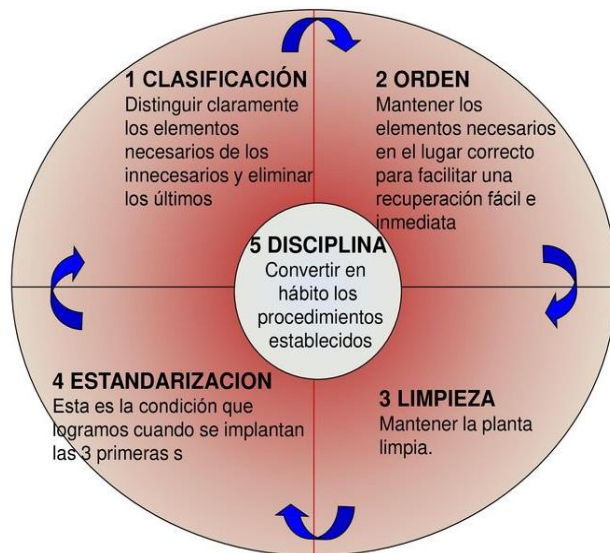 1 CLASIFICACIÓN
Distinguir claramente
los elementos
necesarios de los
innecesarios y eliminar
los últimos
2 ORDEN
Mantener los
elementos necesarios
en el lugar correcto
para facilitar una
recuperación fácil e
inmediata
5 DISCIPLINA
Convertir en
hábito los
procedimientos
establecidos
4 ESTANDARIZACION
Esta es la condición que
logramos cuando se implantan
las 3 primeras s
3 LIMPIEZA
Mantener la planta
limpia.